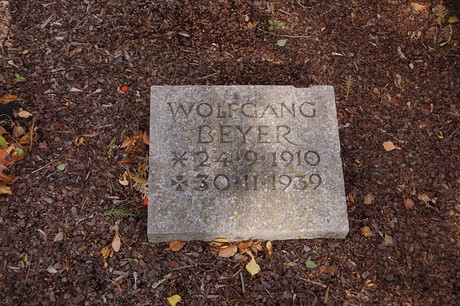 WOLFGANG
BEYER
* 24·9·1910
✠ 30·11·1939